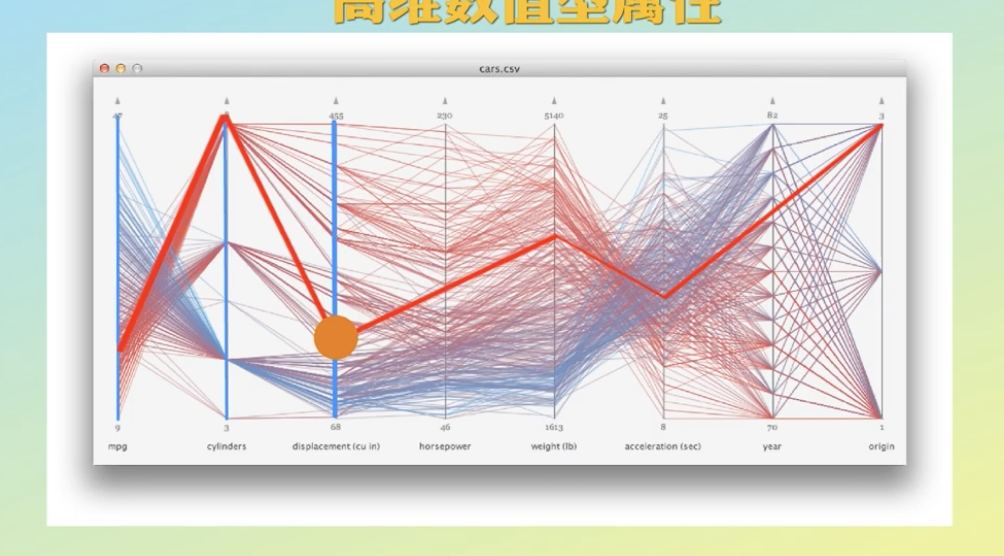 高维数值型属性
cars.csv
47 8 455 230 5140 25 82 3
9 3 68 46 1613 8 70 1
mpg cylinders displacement (cu in) horsepower weight (lb) acceleration (sec) year origin